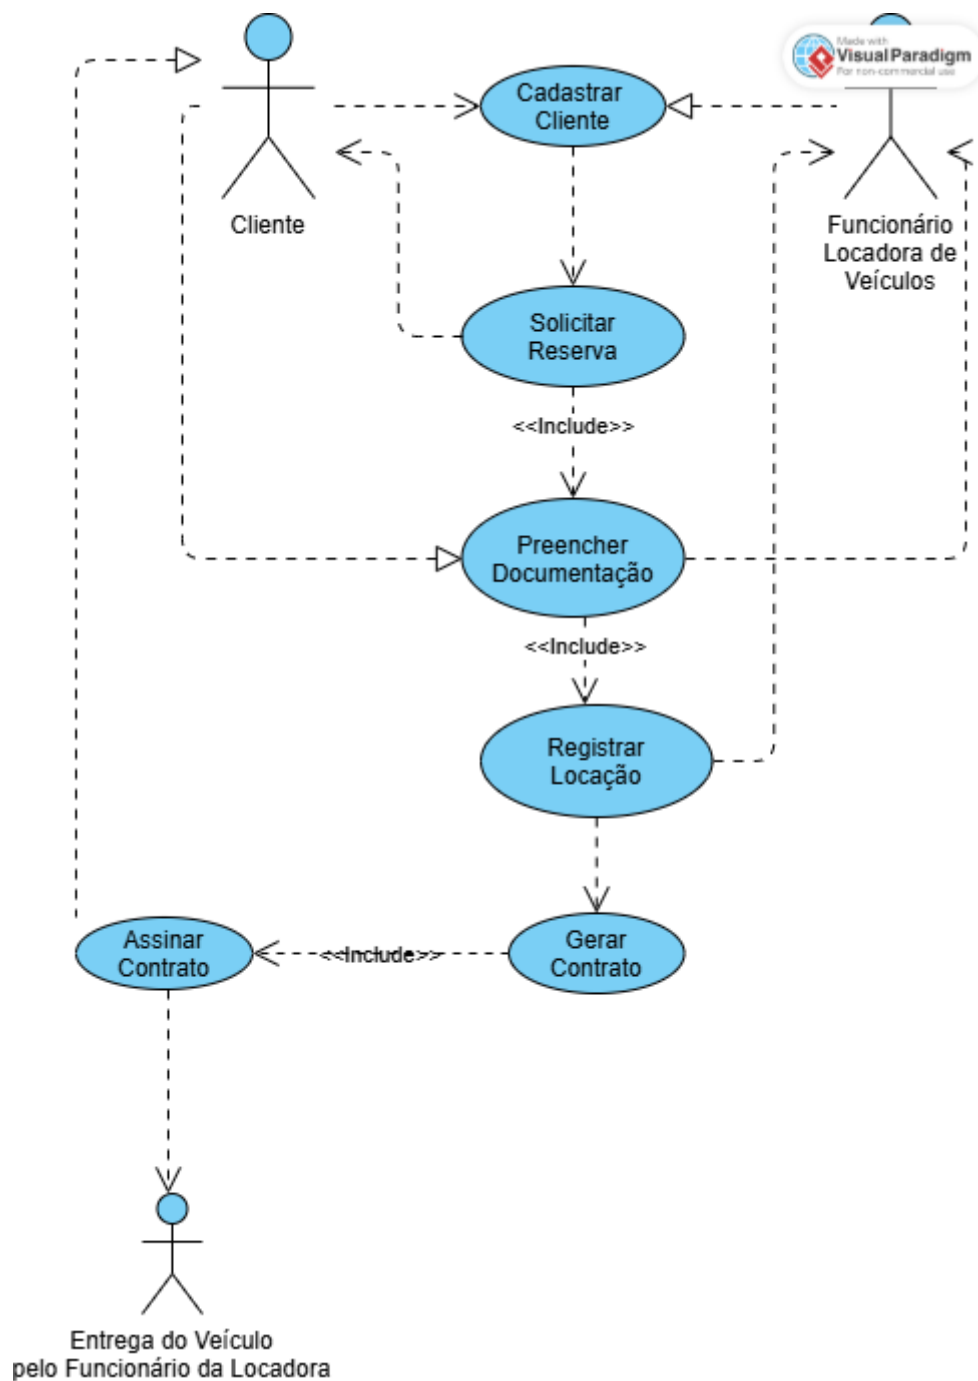 Made with
Visual Paradigm
For non-commercial use
Cadastrar
Cliente
Cliente
Funcionário
Locadora de
Veículos
Solicitar
Reserva
<<Include>>
Preencher
Documentação
<<Include>>
Registrar
Locação
Assinar
Contrato
<<Include>>
Gerar
Contrato
Entrega do Veículo
pelo Funcionário da Locadora